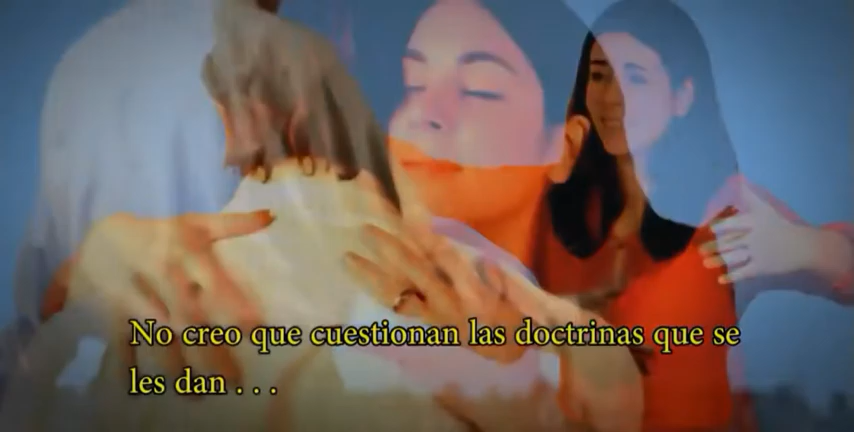 No creo que cuestionan las doctrinas que se
les dan . . .